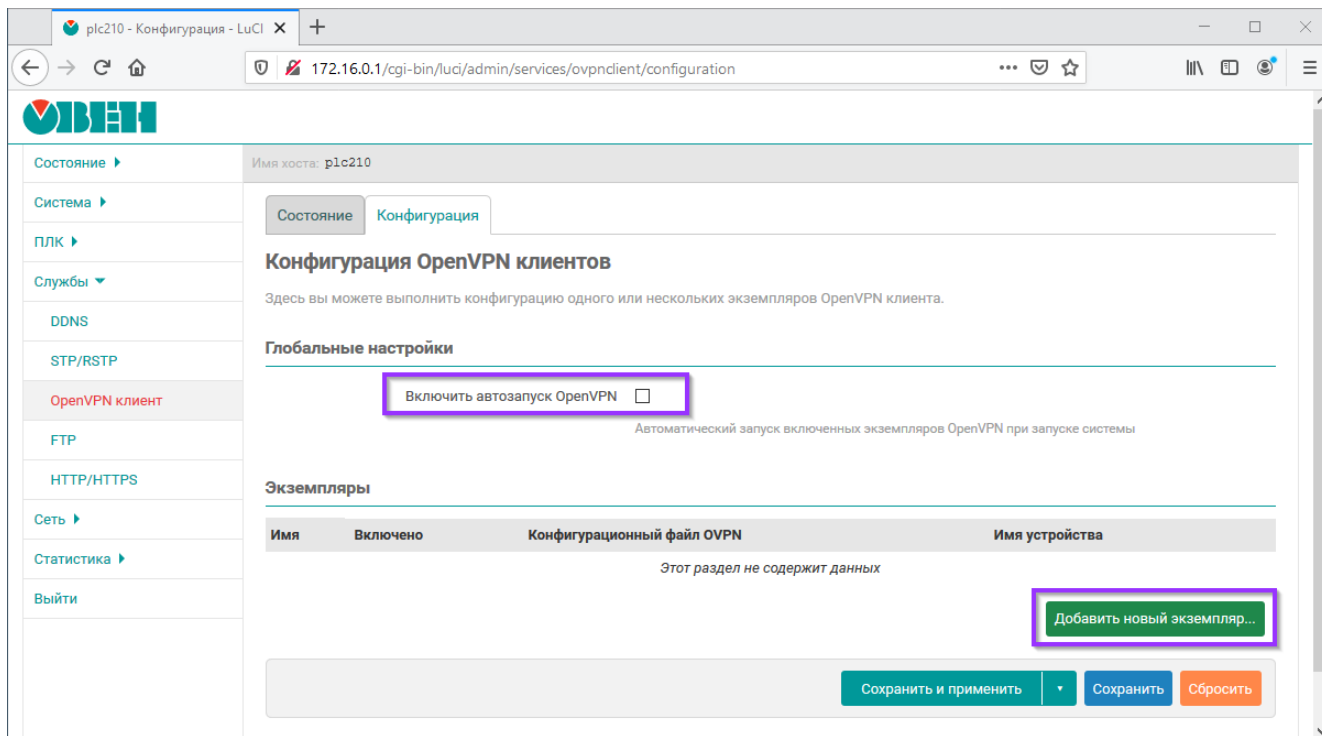 plc210 - Конфигурация - LuCI
172.16.0.1/cgi-bin/luci/admin/services/ovpnclient/configuration
ОВЕН
Состояние
Имя хоста: plc210
Система
Состояние
Конфигурация
ПЛК
Конфигурация OpenVPN клиентов
Службы
Здесь вы можете выполнить конфигурацию одного или нескольких экземпляров OpenVPN клиента.
DDNS
Глобальные настройки
STP/RSTP
Включить автозапуск OpenVPN
OpenVPN клиент
Автоматический запуск включенных экземпляров OpenVPN при запуске системы
FTP
HTTP/HTTPS
Экземпляры
Сеть
Имя Включено Конфигурационный файл OVPN Имя устройства
Статистика
Этот раздел не содержит данных
Выйти
Добавить новый экземпляр...
Сохранить и применить
Сохранить
Сбросить